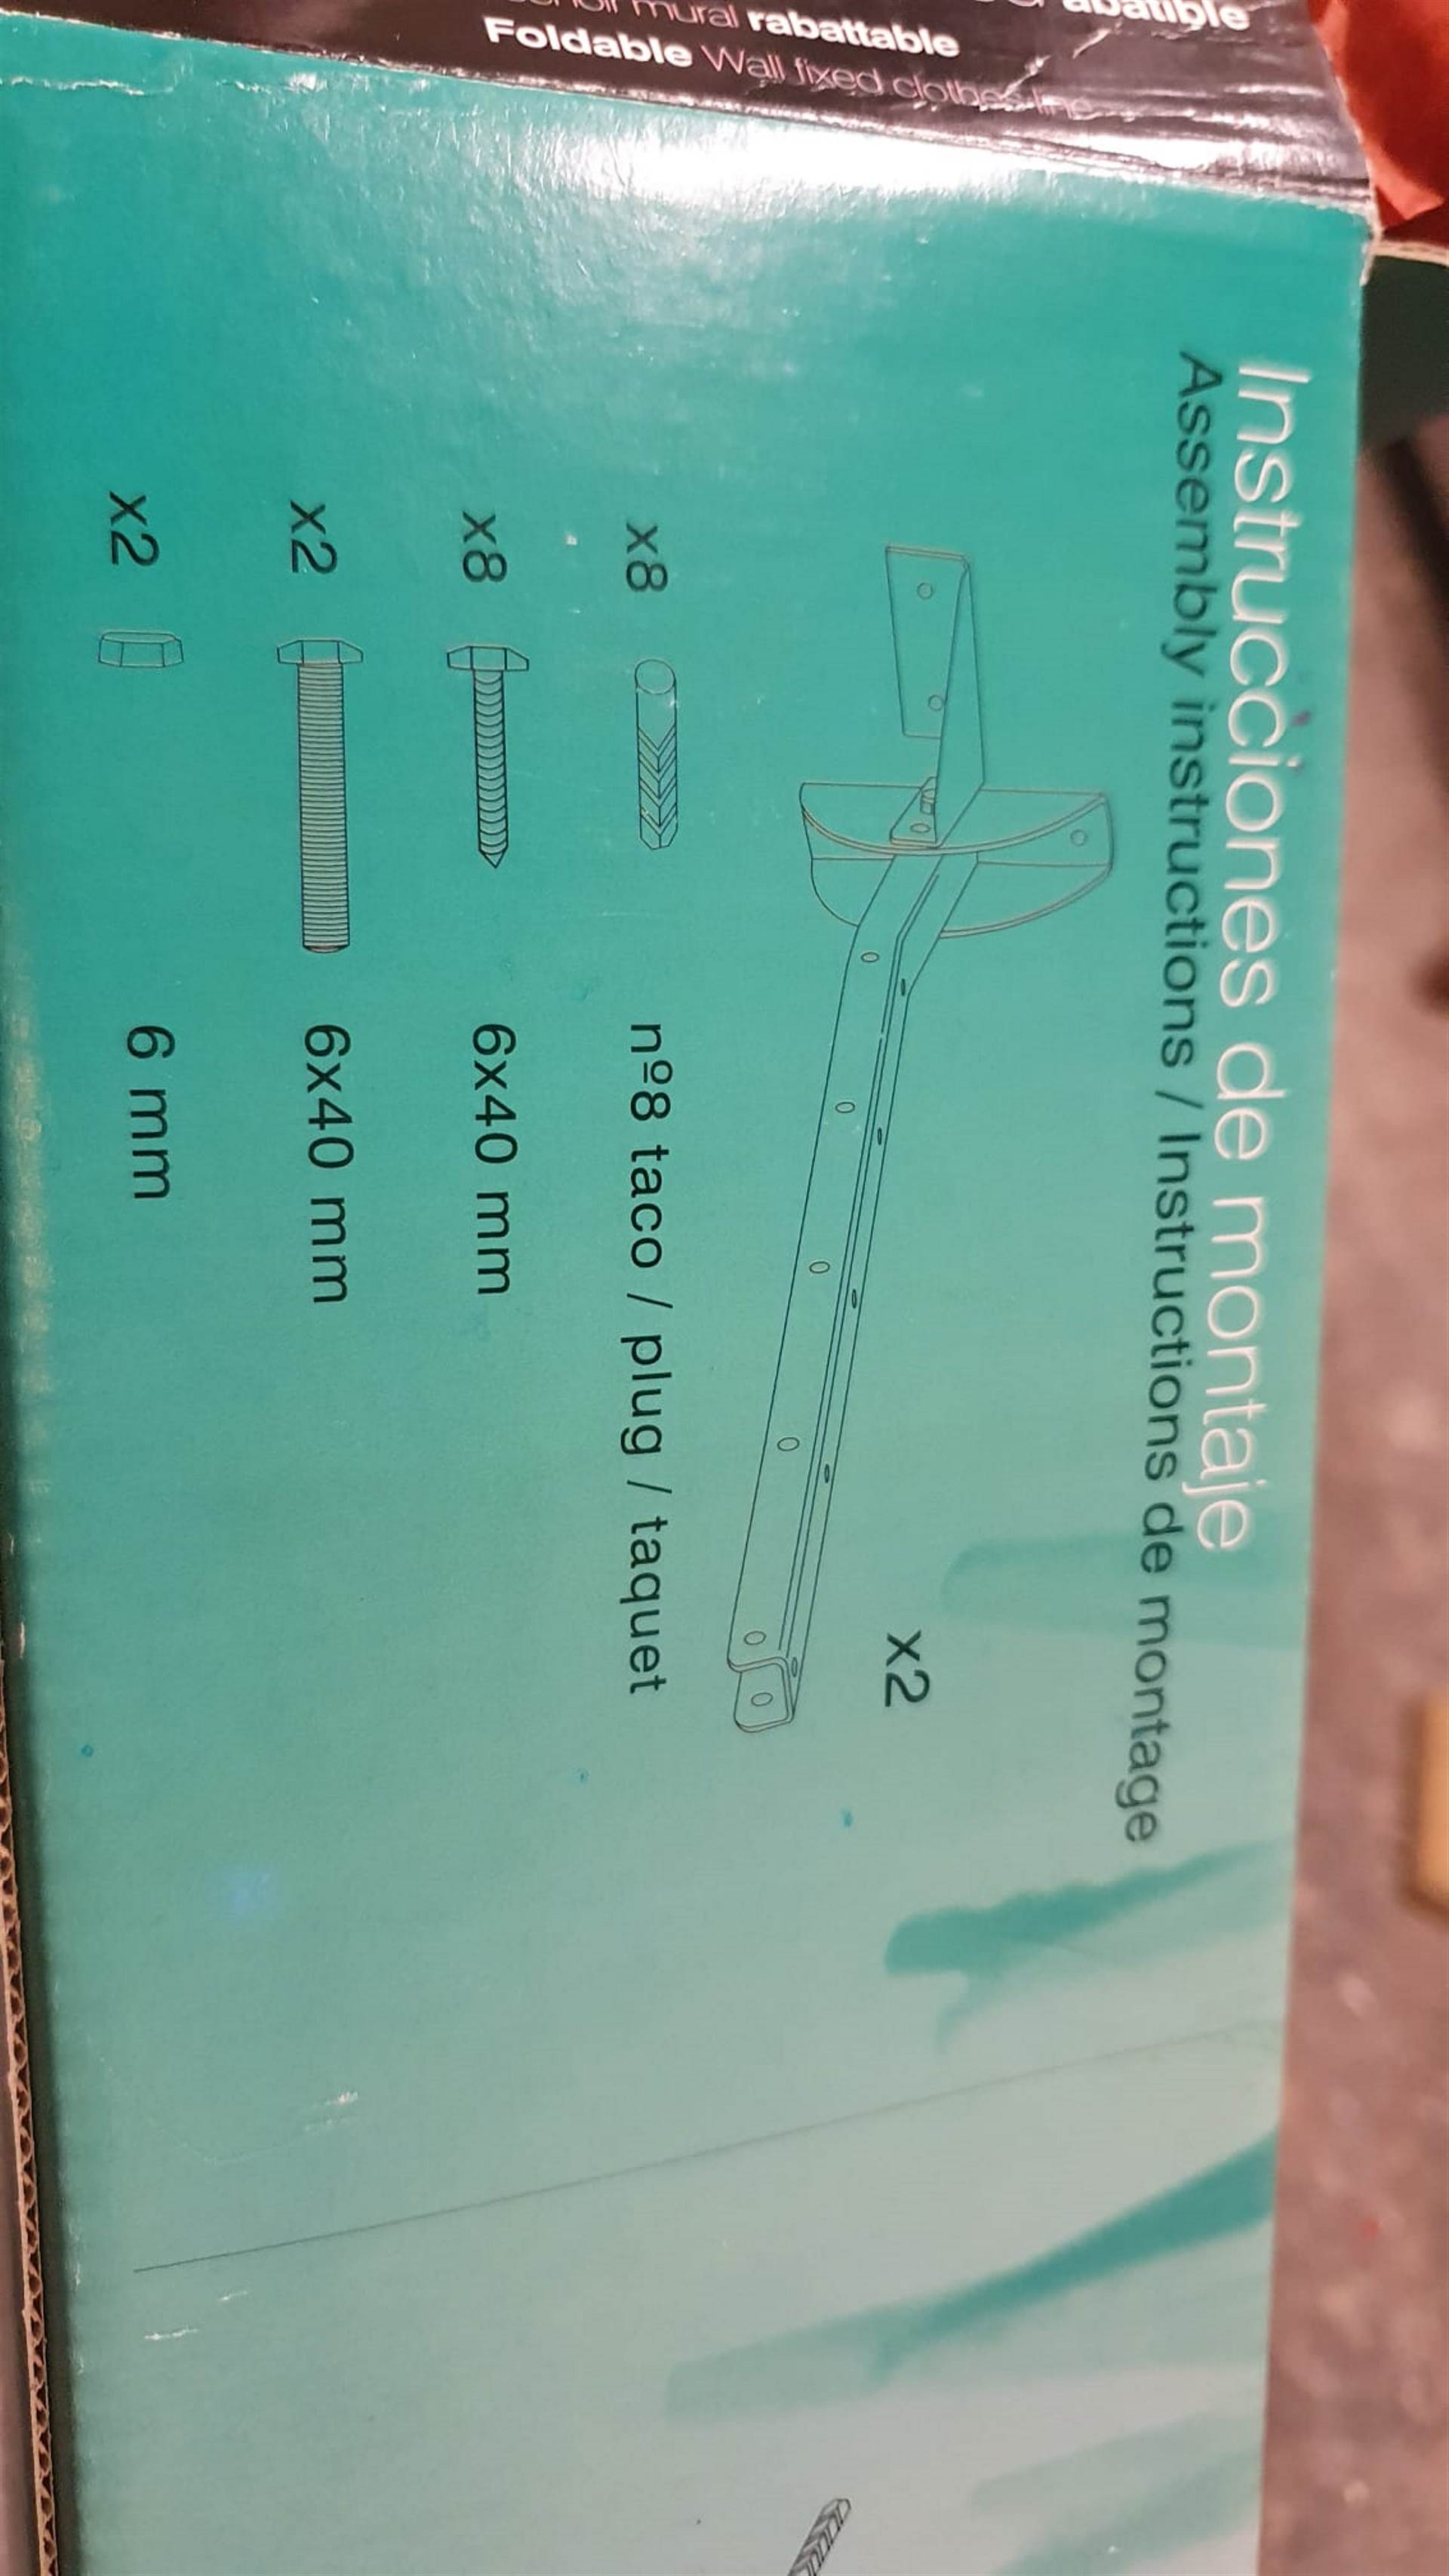 abatible
mural rabattable
Foldable Wall fixed clothes line
Instrucciones de montaje
Assembly instructions / Instructions de montage
x2
x8 nº8 taco / plug / taquet
x8 6x40 mm
x2 6x40 mm
x2 6 mm